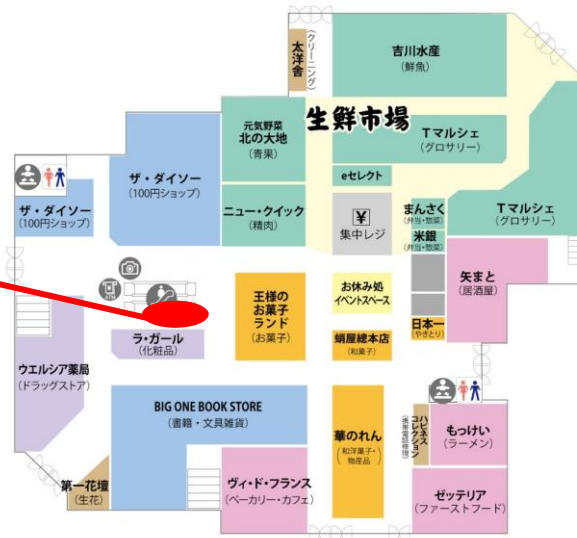 太洋舎
(クリーニング)
吉川水産
(鮮魚)
生鮮市場
元気野菜
北の大地
(青果)
Tマルシェ
(グロサリー)
ザ・ダイソー
(100円ショップ)
eセレクト
ザ・ダイソー
(100円ショップ)
ニュー・クイック
(精肉)
¥
集中レジ
まんさく
(弁当・惣菜)
米銀
(弁当・惣菜)
Tマルシェ
(グロサリー)
矢まと
(居酒屋)
ATM
王様の
お菓子
ランド
(お菓子)
お休み処
イベントスペース
ラ・ガール
(化粧品)
蛸屋總本店
(和菓子)
日本一
(やきとり)
ウエルシア薬局
(ドラッグストア)
BIG ONE BOOK STORE
(書籍・文具雑貨)
華のれん
(和洋菓子・
物産品)
ハピネス
コレクション
(携帯電話修理)
もっけい
(ラーメン)
第一花壇
(生花)
ヴィ・ド・フランス
(ベーカリー・カフェ)
ゼッテリア
(ファーストフード)